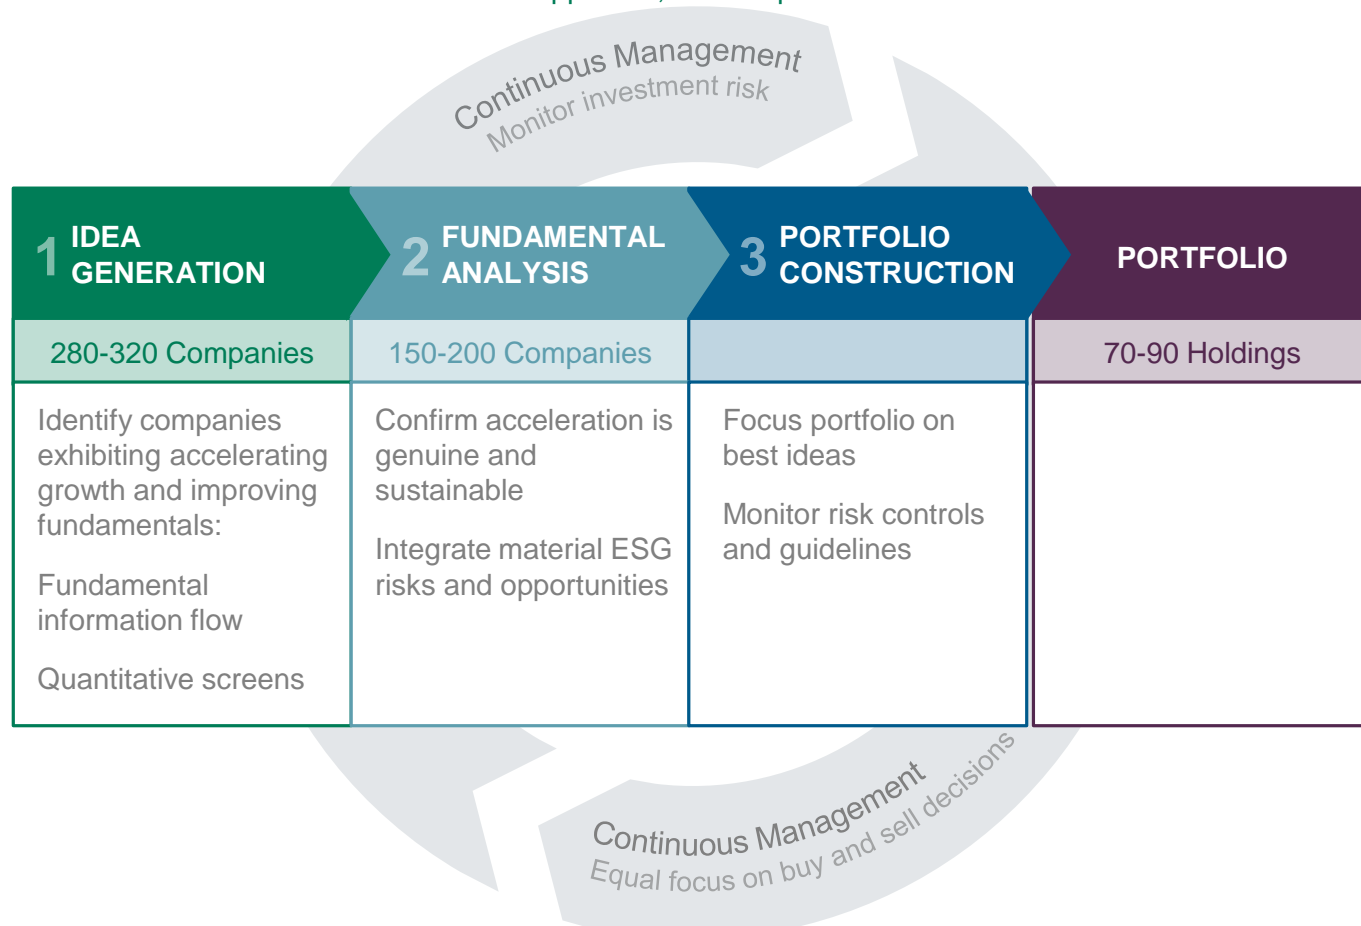 Continuous Management
Monitor investment risk
1 IDEA
GENERATION
280-320 Companies
Identify companies
exhibiting accelerating
growth and improving
fundamentals:
Fundamental
information flow
Quantitative screens
2 FUNDAMENTAL
ANALYSIS
150-200 Companies
Confirm acceleration is
genuine and
sustainable
Integrate material ESG
risks and opportunities
3 PORTFOLIO
CONSTRUCTION
Focus portfolio on
best ideas
Monitor risk controls
and guidelines
PORTFOLIO
70-90 Holdings
Continuous Management
Equal focus on buy and sell decisions